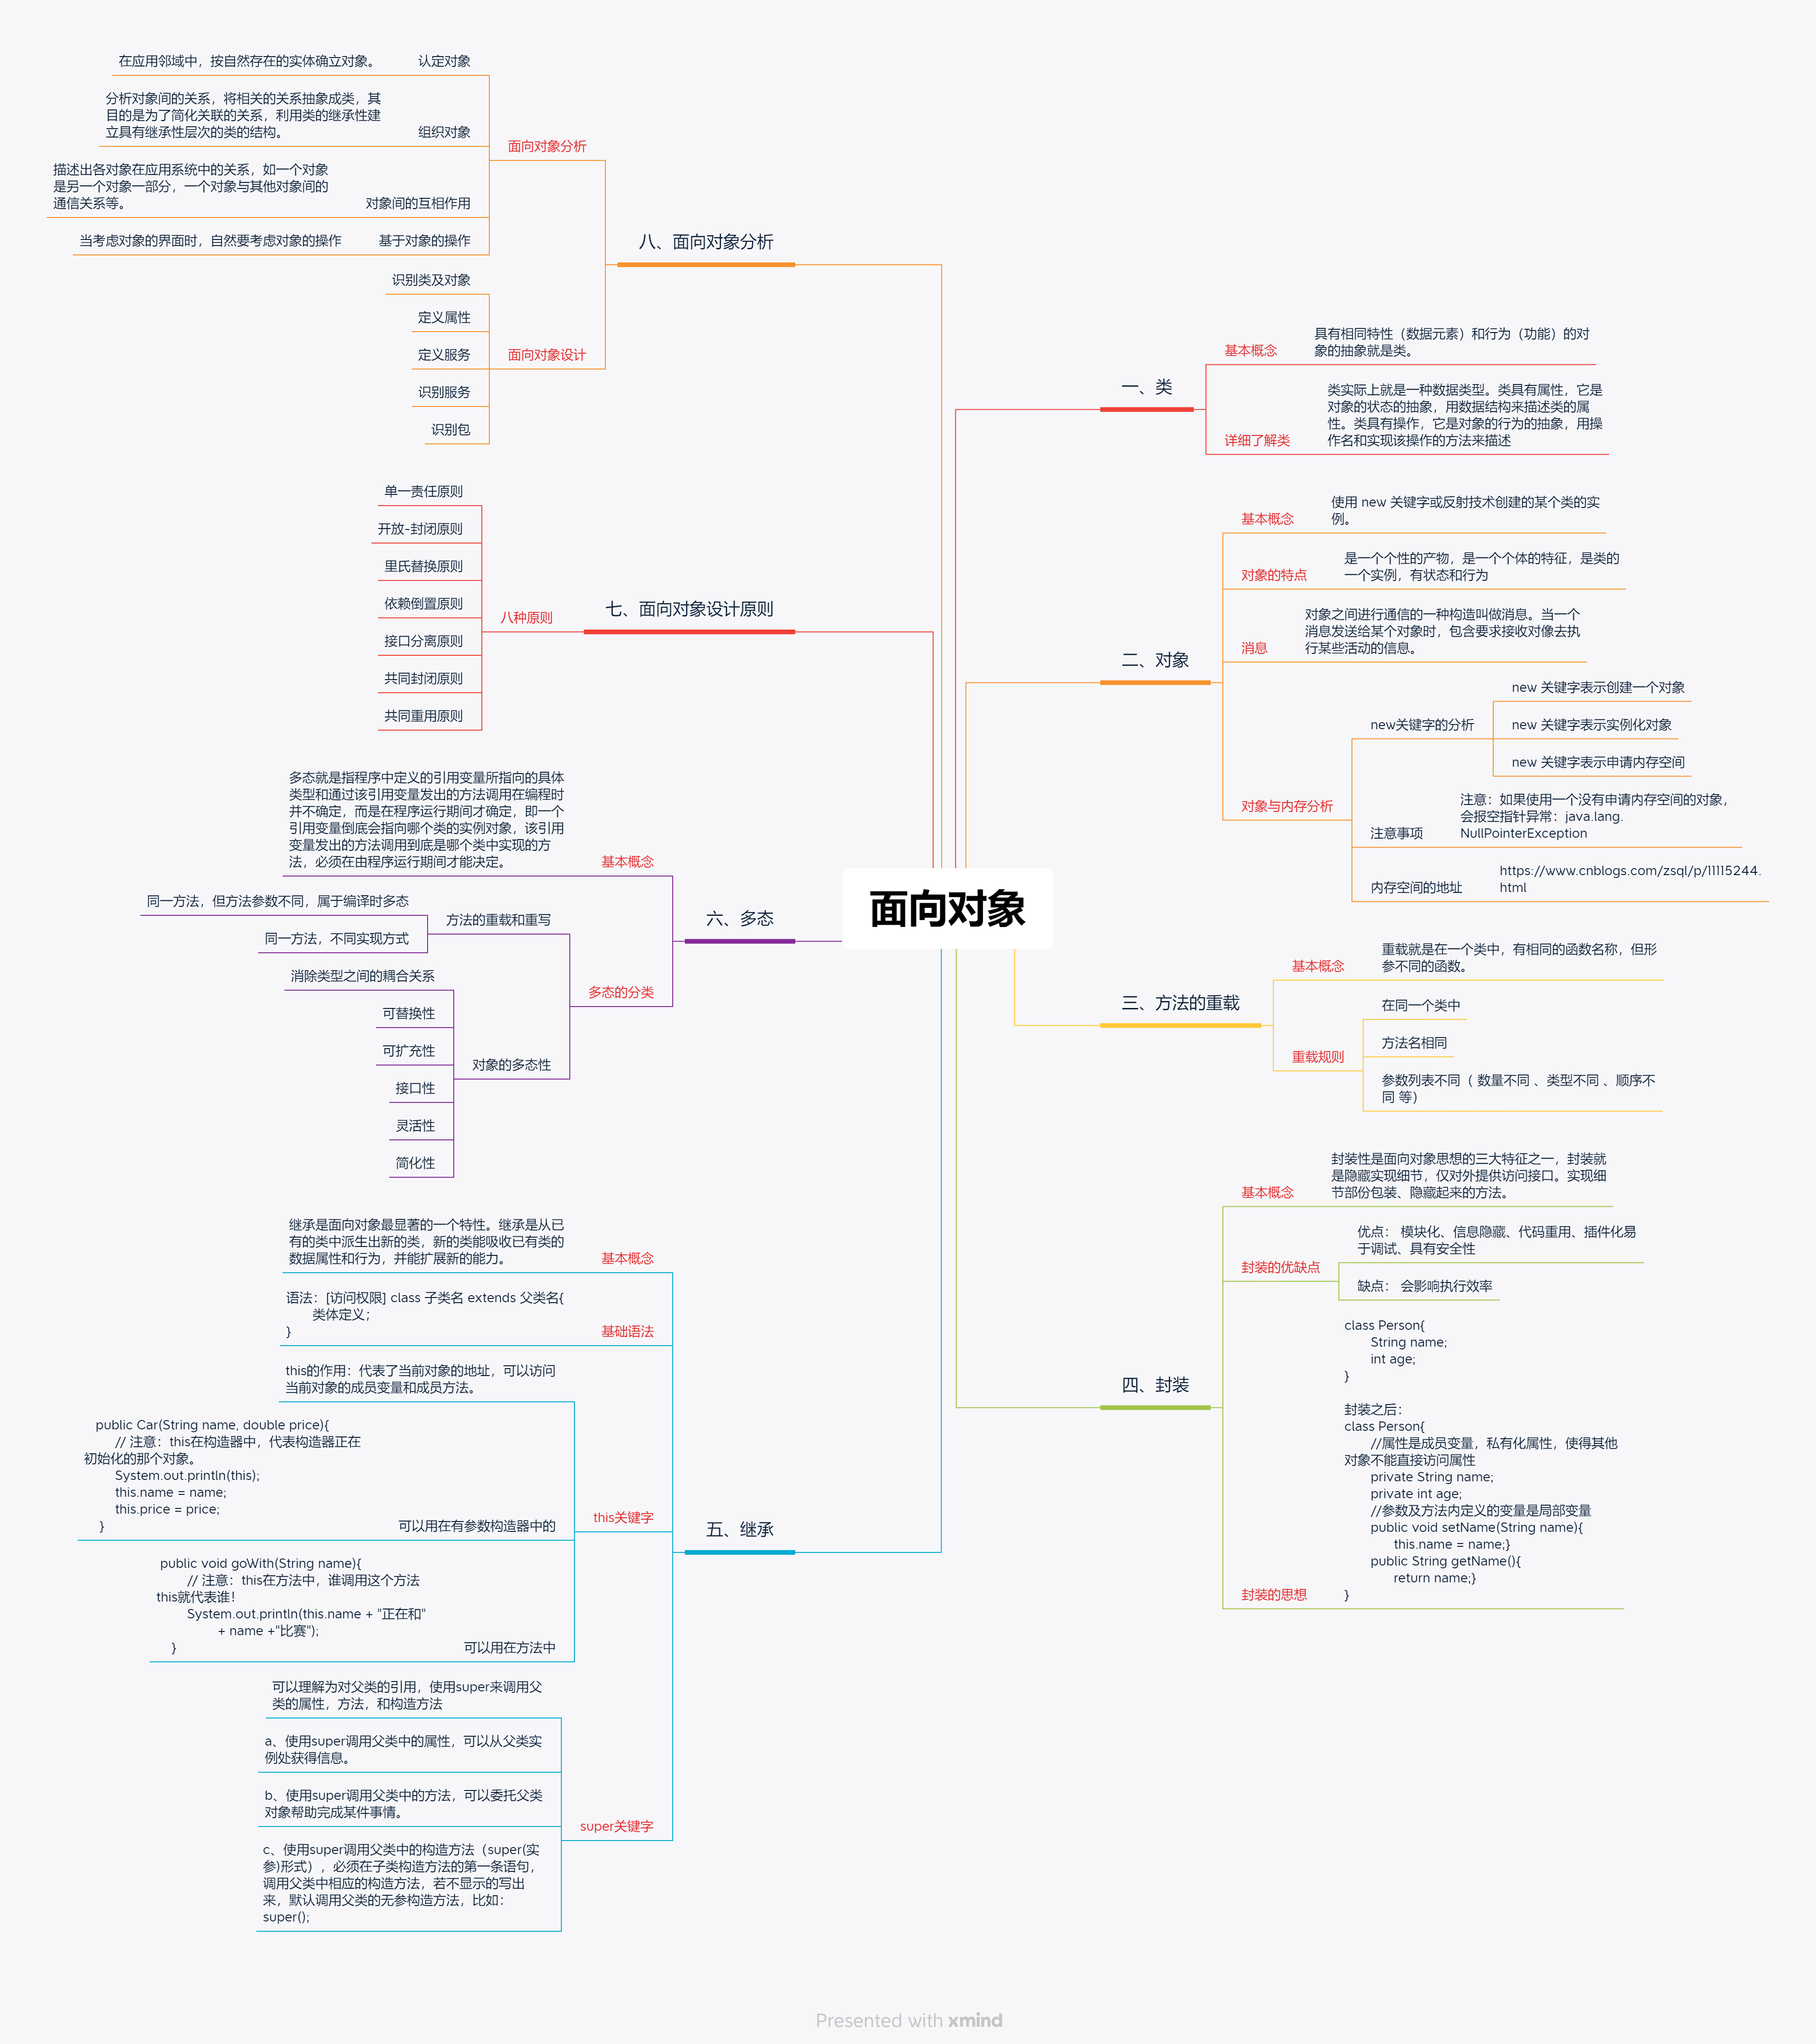 面向对象
一、类
基本概念
具有相同特性（数据元素）和行为（功能）的对
象的抽象就是类。
详细了解类
类实际上就是一种数据类型。类具有属性，它是
对象的状态的抽象，用数据结构来描述类的属
性。类具有操作，它是对象的行为的抽象，用操
作名和实现该操作的方法来描述
二、对象
基本概念
使用 new 关键字或反射技术创建的某个类的实
例。
对象的特点
是一个个性的产物，是一个个体的特征，是类的
一个实例，有状态和行为
消息
对象之间进行通信的一种构造叫做消息。当一个
消息发送给某个对象时，包含要求接收对像去执
行某些活动的信息。
对象与内存分析
new关键字的分析
new 关键字表示创建一个对象
new 关键字表示实例化对象
new 关键字表示申请内存空间
注意事项
注意：如果使用一个没有申请内存空间的对象，
会报空指针异常：java.lang.
NullPointerException
内存空间的地址
https://www.cnblogs.com/zsql/p/11115244.
html
三、方法的重载
基本概念
重载就是在一个类中，有相同的函数名称，但形
参不同的函数。
重载规则
在同一个类中
方法名相同
参数列表不同（ 数量不同 、类型不同 、顺序不
同 等）
四、封装
基本概念
封装性是面向对象思想的三大特征之一，封装就
是隐藏实现细节，仅对外提供访问接口。实现细
节部份包装、隐藏起来的方法。
封装的优缺点
优点： 模块化、信息隐藏、代码重用、插件化易
于调试、具有安全性
缺点： 会影响执行效率
封装的思想
class Person{
String name;
int age;
}
封装之后：
class Person{
//属性是成员变量，私有化属性，使得其他
对象不能直接访问属性
private String name;
private int age;
//参数及方法内定义的变量是局部变量
public void setName(String name){
this.name = name;}
public String getName(){
return name;}
}
五、继承
基本概念
继承是面向对象最显著的一个特性。继承是从已
有的类中派生出新的类，新的类能吸收已有类的
数据属性和行为，并能扩展新的能力。
基础语法
语法：[访问权限] class 子类名 extends 父类名{
类体定义；
}
this关键字
this的作用：代表了当前对象的地址，可以访问
当前对象的成员变量和成员方法。
可以用在有参数构造器中的
public Car(String name, double price){
// 注意：this在构造器中，代表构造器正在
初始化的那个对象。
System.out.println(this);
this.name = name;
this.price = price;
}
可以用在方法中
public void goWith(String name){
// 注意：this在方法中，谁调用这个方法
this就代表谁！
System.out.println(this.name + "正在和"
+ name +"比赛");
}
super关键字
可以理解为对父类的引用，使用super来调用父
类的属性，方法，和构造方法
a、使用super调用父类中的属性，可以从父类实
例处获得信息。
b、使用super调用父类中的方法，可以委托父类
对象帮助完成某件事情。
c、使用super调用父类中的构造方法（super(实
参)形式），必须在子类构造方法的第一条语句，
调用父类中相应的构造方法，若不显示的写出
来，默认调用父类的无参构造方法，比如：
super();
六、多态
基本概念
多态就是指程序中定义的引用变量所指向的具体
类型和通过该引用变量发出的方法调用在编程时
并不确定，而是在程序运行期间才确定，即一个
引用变量倒底会指向哪个类的实例对象，该引用
变量发出的方法调用到底是哪个类中实现的方
法，必须在由程序运行期间才能决定。
多态的分类
方法的重载和重写
同一方法，但方法参数不同，属于编译时多态
同一方法，不同实现方式
对象的多态性
消除类型之间的耦合关系
可替换性
可扩充性
接口性
灵活性
简化性
七、面向对象设计原则
八种原则
单一责任原则
开放-封闭原则
里氏替换原则
依赖倒置原则
接口分离原则
共同封闭原则
共同重用原则
八、面向对象分析
面向对象分析
认定对象
在应用邻域中，按自然存在的实体确立对象。
组织对象
分析对象间的关系，将相关的关系抽象成类，其
目的是为了简化关联的关系，利用类的继承性建
立具有继承性层次的类的结构。
对象间的互相作用
描述出各对象在应用系统中的关系，如一个对象
是另一个对象一部分，一个对象与其他对象间的
通信关系等。
基于对象的操作
当考虑对象的界面时，自然要考虑对象的操作
面向对象设计
识别类及对象
定义属性
定义服务
识别服务
识别包
Presented with xmind